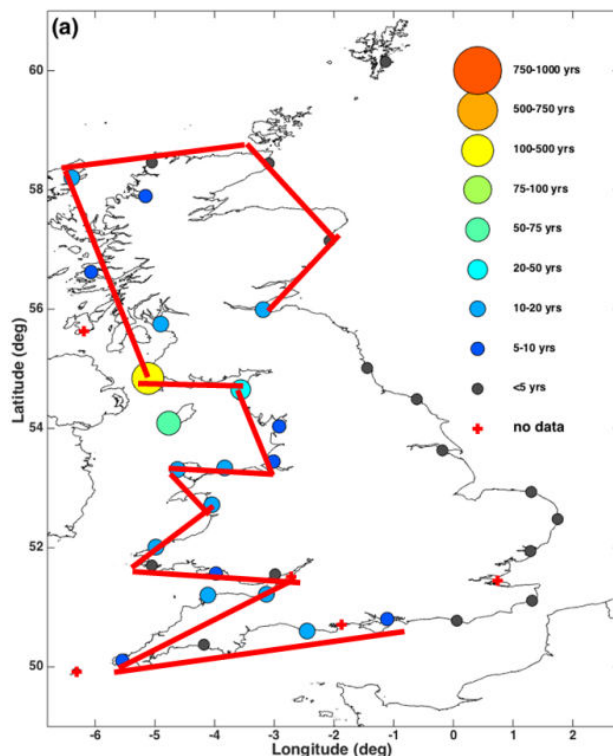 (a)
60
58
56
54
52
50
Latitude (deg)
750-1000 yrs
500-750 yrs
100-500 yrs
75-100 yrs
50-75 yrs
20-50 yrs
10-20 yrs
5-10 yrs
<5 yrs
no data
-6 -5 -4 -3 -2 -1 0 1 2
Longitude (deg)